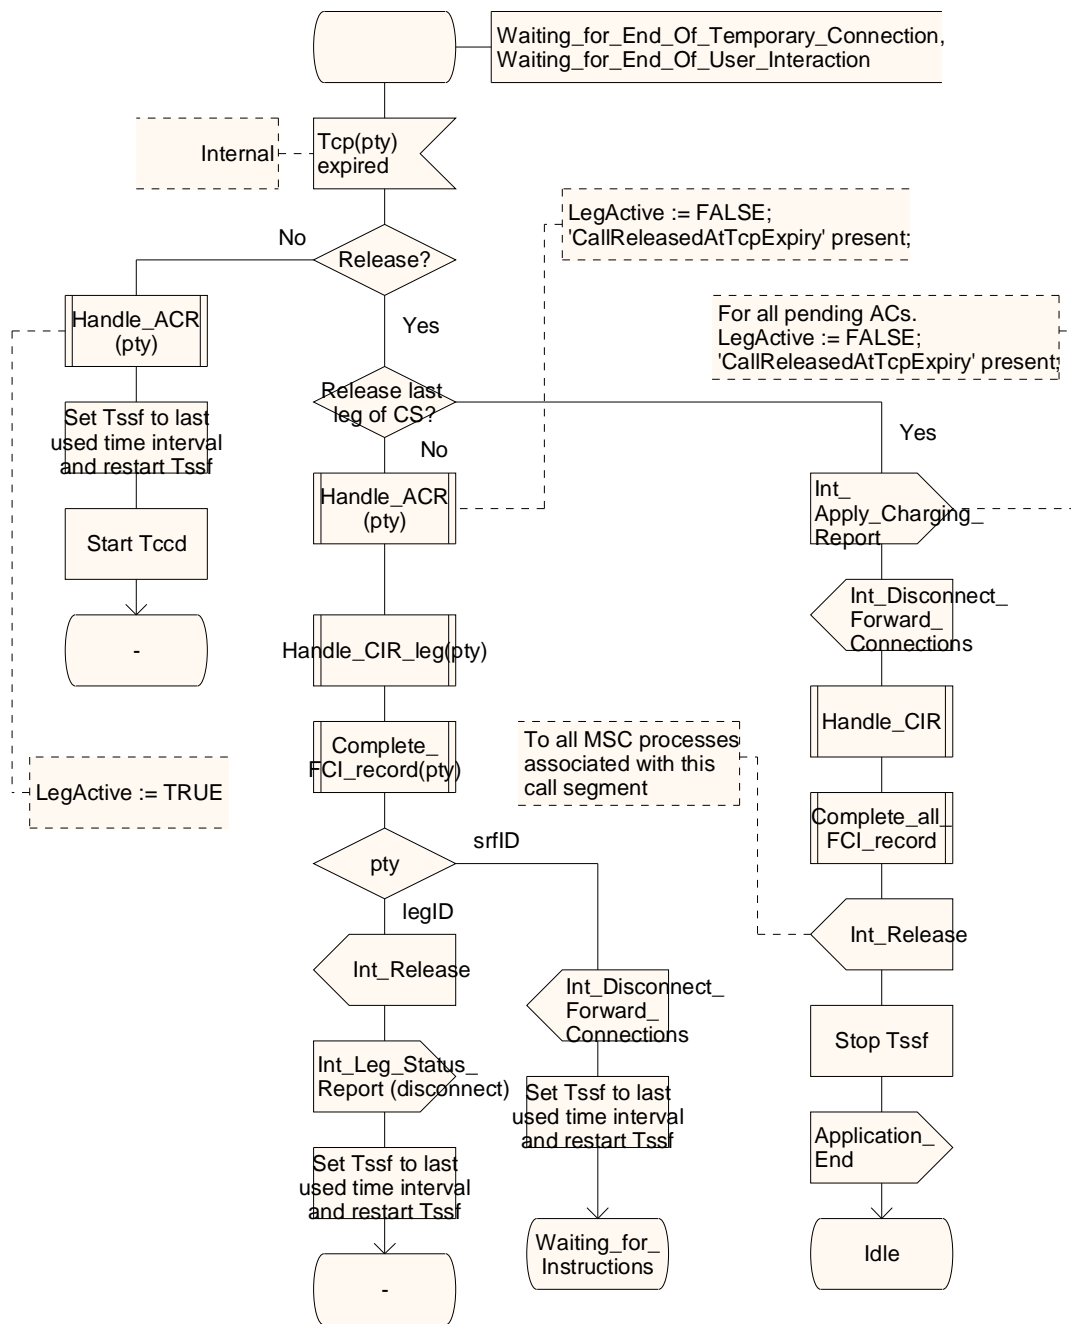 Waiting_for_End_Of_Temporary_Connection,
Waiting_for_End_Of_User_Interaction
Internal
Tcp(pty)
expired
LegActive := FALSE;
'CallReleasedAtTcpExpiry' present;
No
Release?
Handle_ACR
(pty)
Yes
For all pending ACs.
LegActive := FALSE;
'CallReleasedAtTcpExpiry' present;
Release last
leg of CS?
Yes
Set Tssf to last
used time interval
and restart Tssf
No
Handle_ACR
(pty)
Int_
Apply_Charging_
Report
Start Tccd
Int_Disconnect_
Forward_
Connections
-
Handle_CIR_leg(pty)
Handle_CIR
Complete_
FCI_record(pty)
To all MSC processes
associated with this
call segment
LegActive := TRUE
Complete_all_
FCI_record
pty
srfID
legID
Int_Release
Int_Release
Int_Disconnect_
Forward_
Connections
Stop Tssf
Int_Leg_Status_
Report (disconnect)
Set Tssf to last
used time interval
and restart Tssf
Application_
End
Set Tssf to last
used time interval
and restart Tssf
Waiting_for_
Instructions
Idle
-